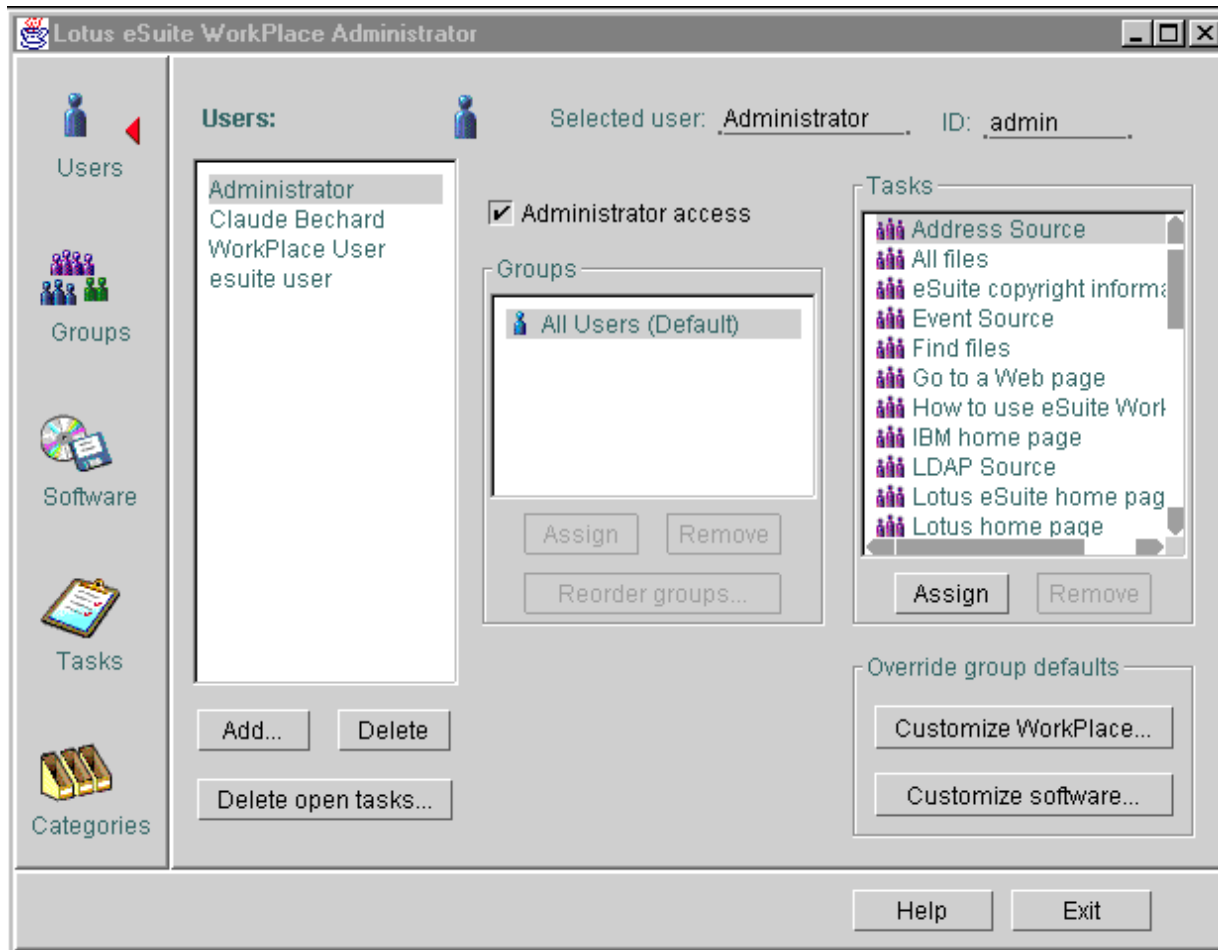 Lotus eSuite WorkPlace Administrator
Users
Groups
Software
Tasks
Categories
Users:
Administrator
Claude Bechard
WorkPlace User
esuite user
Add...
Delete
Delete open tasks...
Selected user: Administrator
ID: admin
Administrator access
Groups
All Users (Default)
Assign
Remove
Reorder groups...
Tasks
Address Source
All files
eSuite copyright informa
Event Source
Find files
Go to a Web page
How to use eSuite Work
IBM home page
LDAP Source
Lotus eSuite home pag
Lotus home page
Assign
Remove
Override group defaults
Customize WorkPlace...
Customize software...
Help
Exit